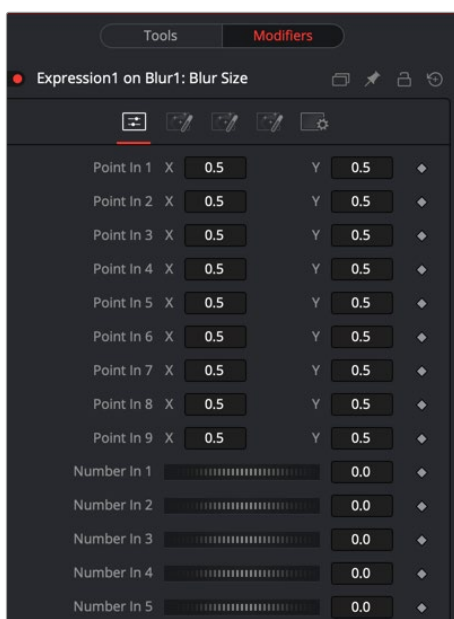 Tools Modifiers
Expression1 on Blur1: Blur Size
Point In 1 X 0.5 Y 0.5
Point In 2 X 0.5 Y 0.5
Point In 3 X 0.5 Y 0.5
Point In 4 X 0.5 Y 0.5
Point In 5 X 0.5 Y 0.5
Point In 6 X 0.5 Y 0.5
Point In 7 X 0.5 Y 0.5
Point In 8 X 0.5 Y 0.5
Point In 9 X 0.5 Y 0.5
Number In 1 0.0
Number In 2 0.0
Number In 3 0.0
Number In 4 0.0
Number In 5 0.0